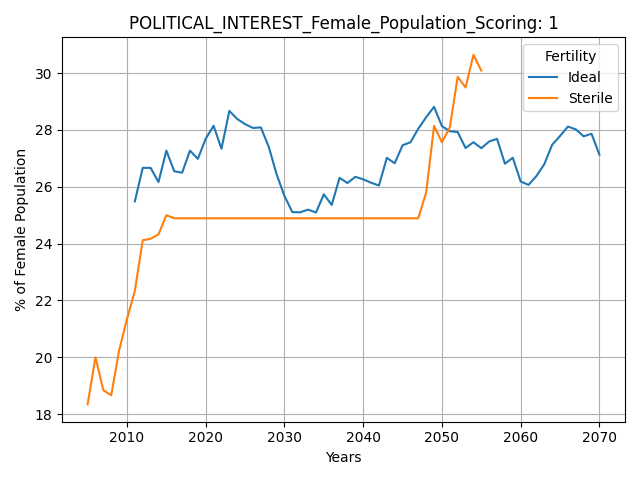 POLITICAL_INTEREST_Female_Population_Scoring: 1
Fertility
Ideal
Sterile
% of Female Population
30
28
26
24
22
20
18
2010 2020 2030 2040 2050 2060 2070
Years